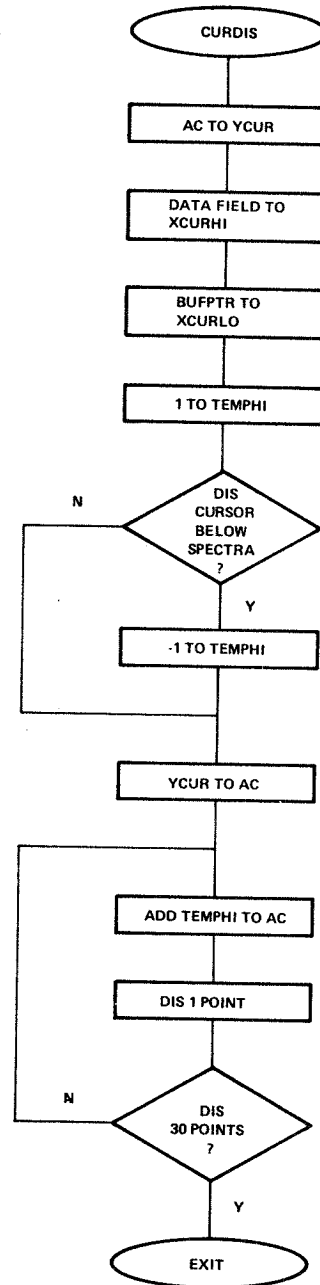 CURDIS
AC TO YCUR
DATA FIELD TO
XCURHI
BUFPTR TO
XCURLO
1 TO TEMPHI
DIS
CURSOR
BELOW
SPECTRA
?
N
Y
-1 TO TEMPHI
YCUR TO AC
ADD TEMPHI TO AC
DIS 1 POINT
DIS
30 POINTS
?
N
Y
EXIT